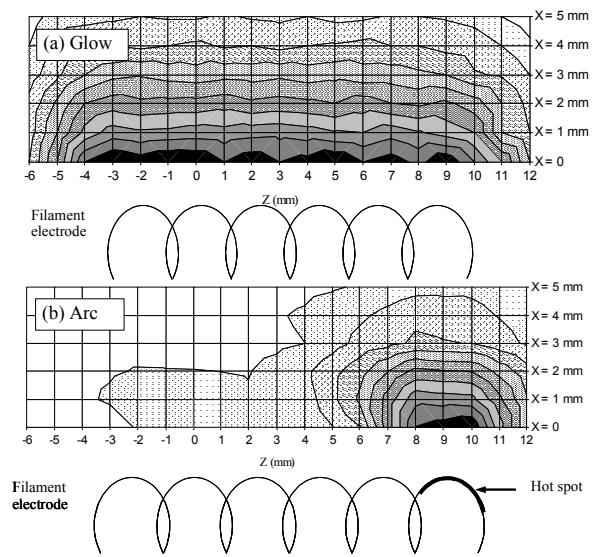 (a) Glow
X = 5 mm
X = 4 mm
X = 3 mm
X = 2 mm
X = 1 mm
X = 0
-6 -5 -4 -3 -2 -1 0 1 2 3 4 5 6 7 8 9 10 11 12
Z (mm)
Filament
electrode
(b) Arc
X = 5 mm
X = 4 mm
X = 3 mm
X = 2 mm
X = 1 mm
X = 0
-6 -5 -4 -3 -2 -1 0 1 2 3 4 5 6 7 8 9 10 11 12
Z (mm)
Filament
electrode
Hot spot